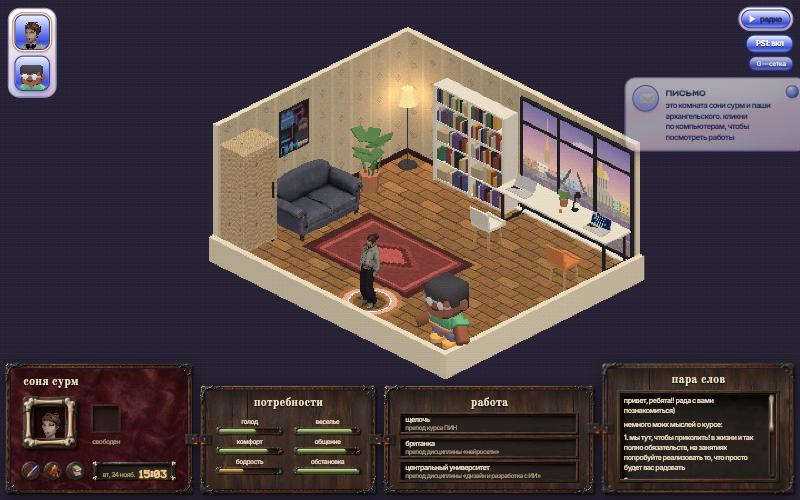 радио
PS1: вкл
G — сетка
ПИСЬМО
это комната сони сурм и паши
архангельского. кликни
по компьютерам, чтобы
посмотреть работы
соня сурм
свободен
вт, 24 нояб. 15:03
потребности
голод
веселье
комфорт
общение
бодрость
обстановка
работа
щелочь
препод курса ПИН
британка
препод дисциплины «нейросети»
центральный университет
препод дисциплины «дизайн и разработка с ИИ»
пара слов
привет, ребята!! рада с вами
познакомиться)
немного моих мыслей о курсе:
1. мы тут, чтобы приколить! в жизни и так
полно обязательств, на занятиях
попробуйте реализовать то, что просто
будет вас радовать